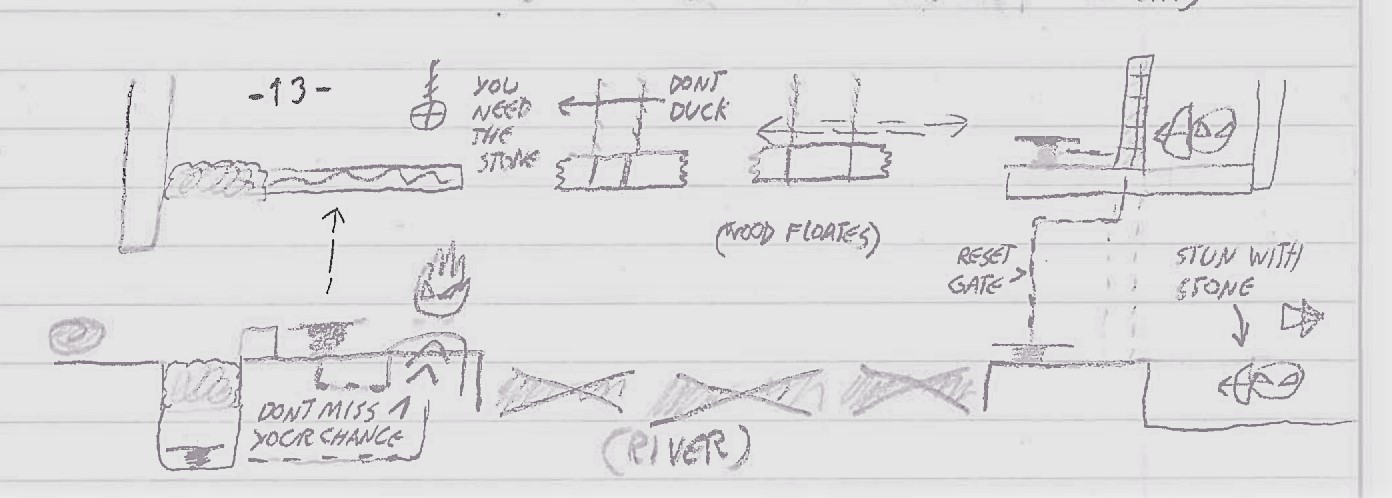 -13-
YOU
NEED
THE
STONE
DONT
DUCK
(WOOD FLOATES)
RESET
GATE >
STUN WITH
STONE
DONT MISS
YOUR CHANCE
(RIVER)